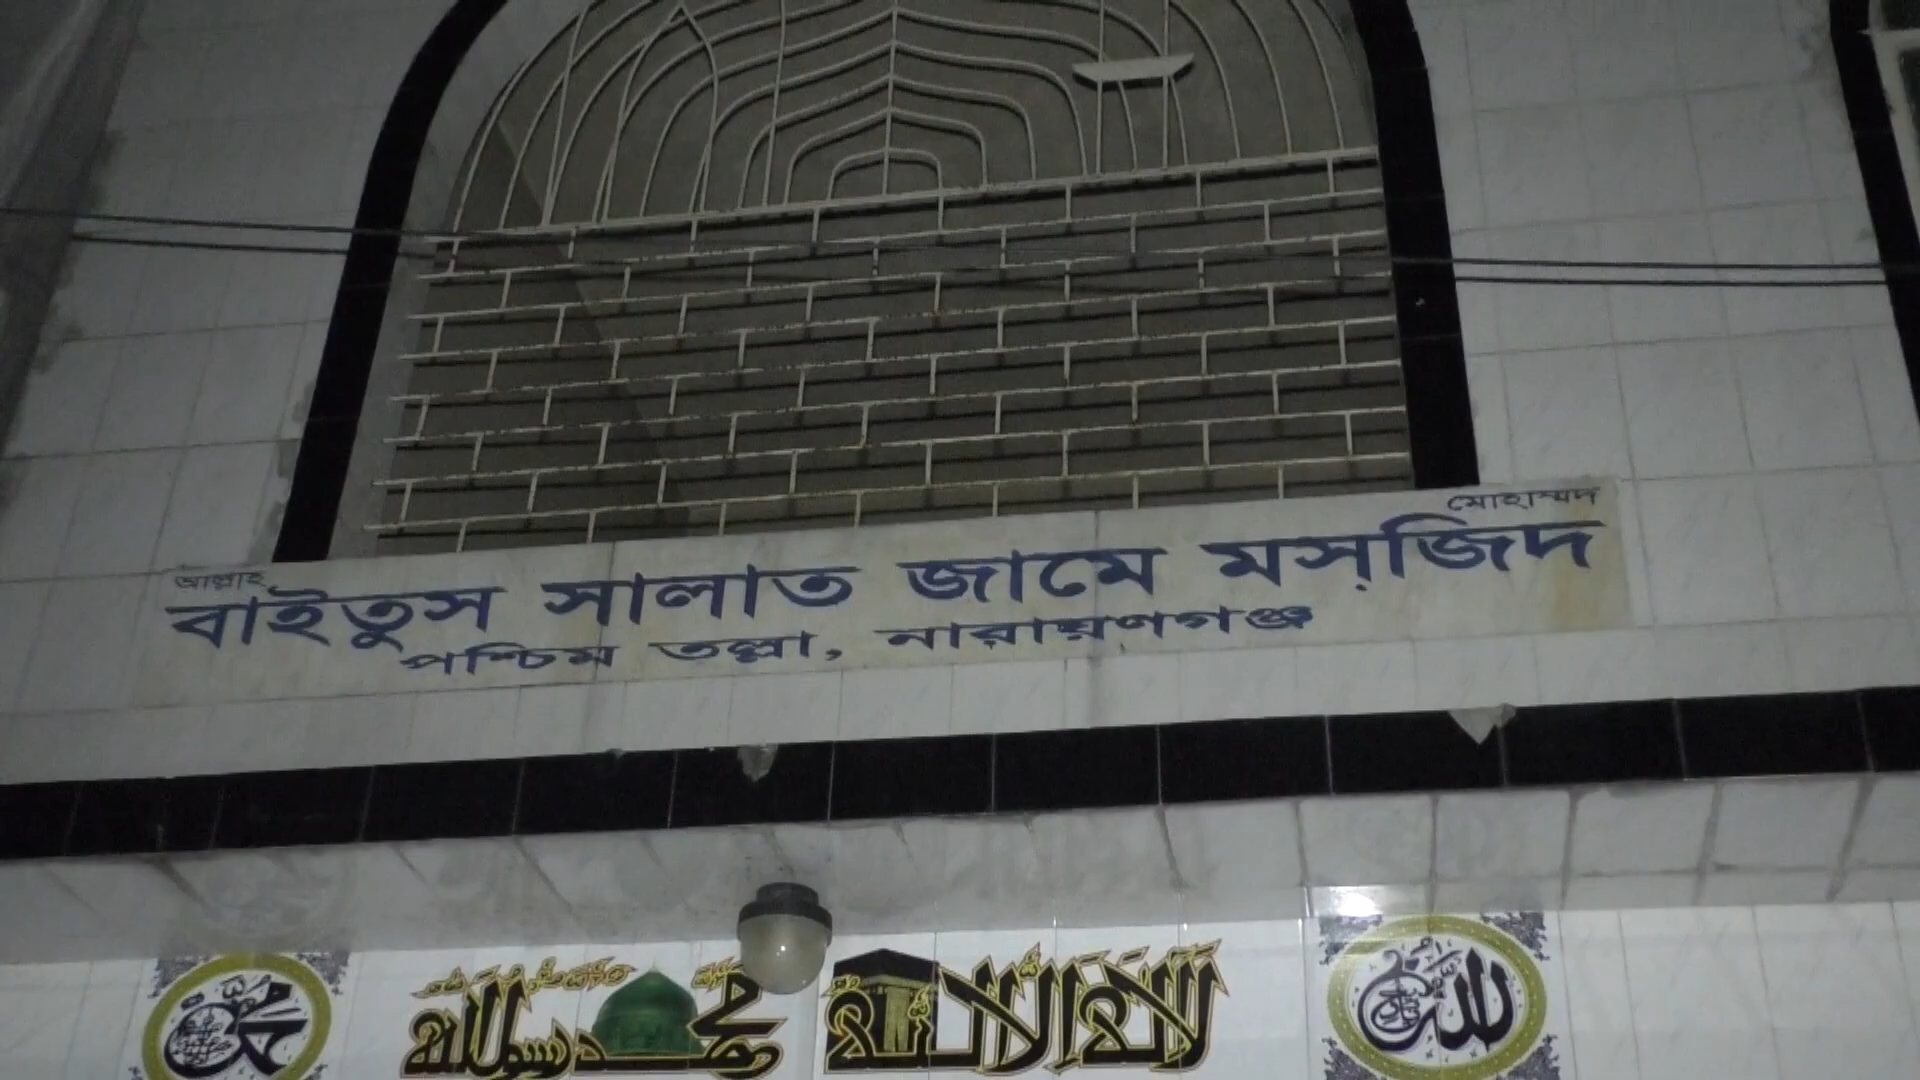 আল্লাহ মোহাম্মদ
বাইতুস সালাত জামে মসজিদ
পশ্চিম তল্লা, নারায়ণগঞ্জ
لا اله الا الله محمد رسول الله
الله محمد